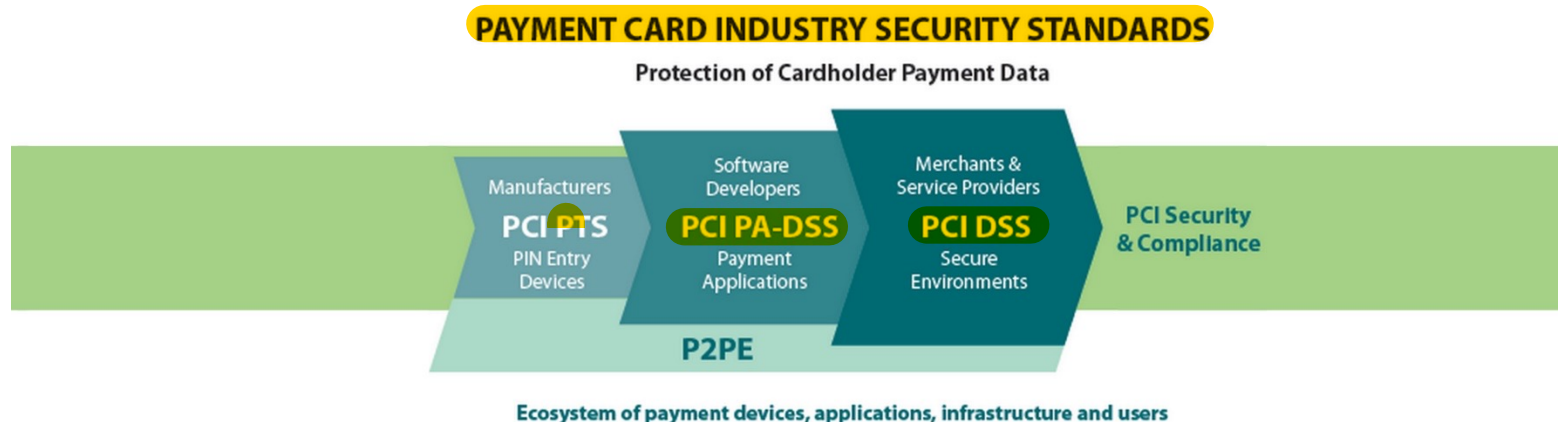 PAYMENT CARD INDUSTRY SECURITY STANDARDS
Protection of Cardholder Payment Data
Manufacturers
PCI PTS
PIN Entry
Devices
Software
Developers
PCI PA-DSS
Payment
Applications
Merchants &
Service Providers
PCI DSS
Secure
Environments
PCI Security
& Compliance
P2PE
Ecosystem of payment devices, applications, infrastructure and users